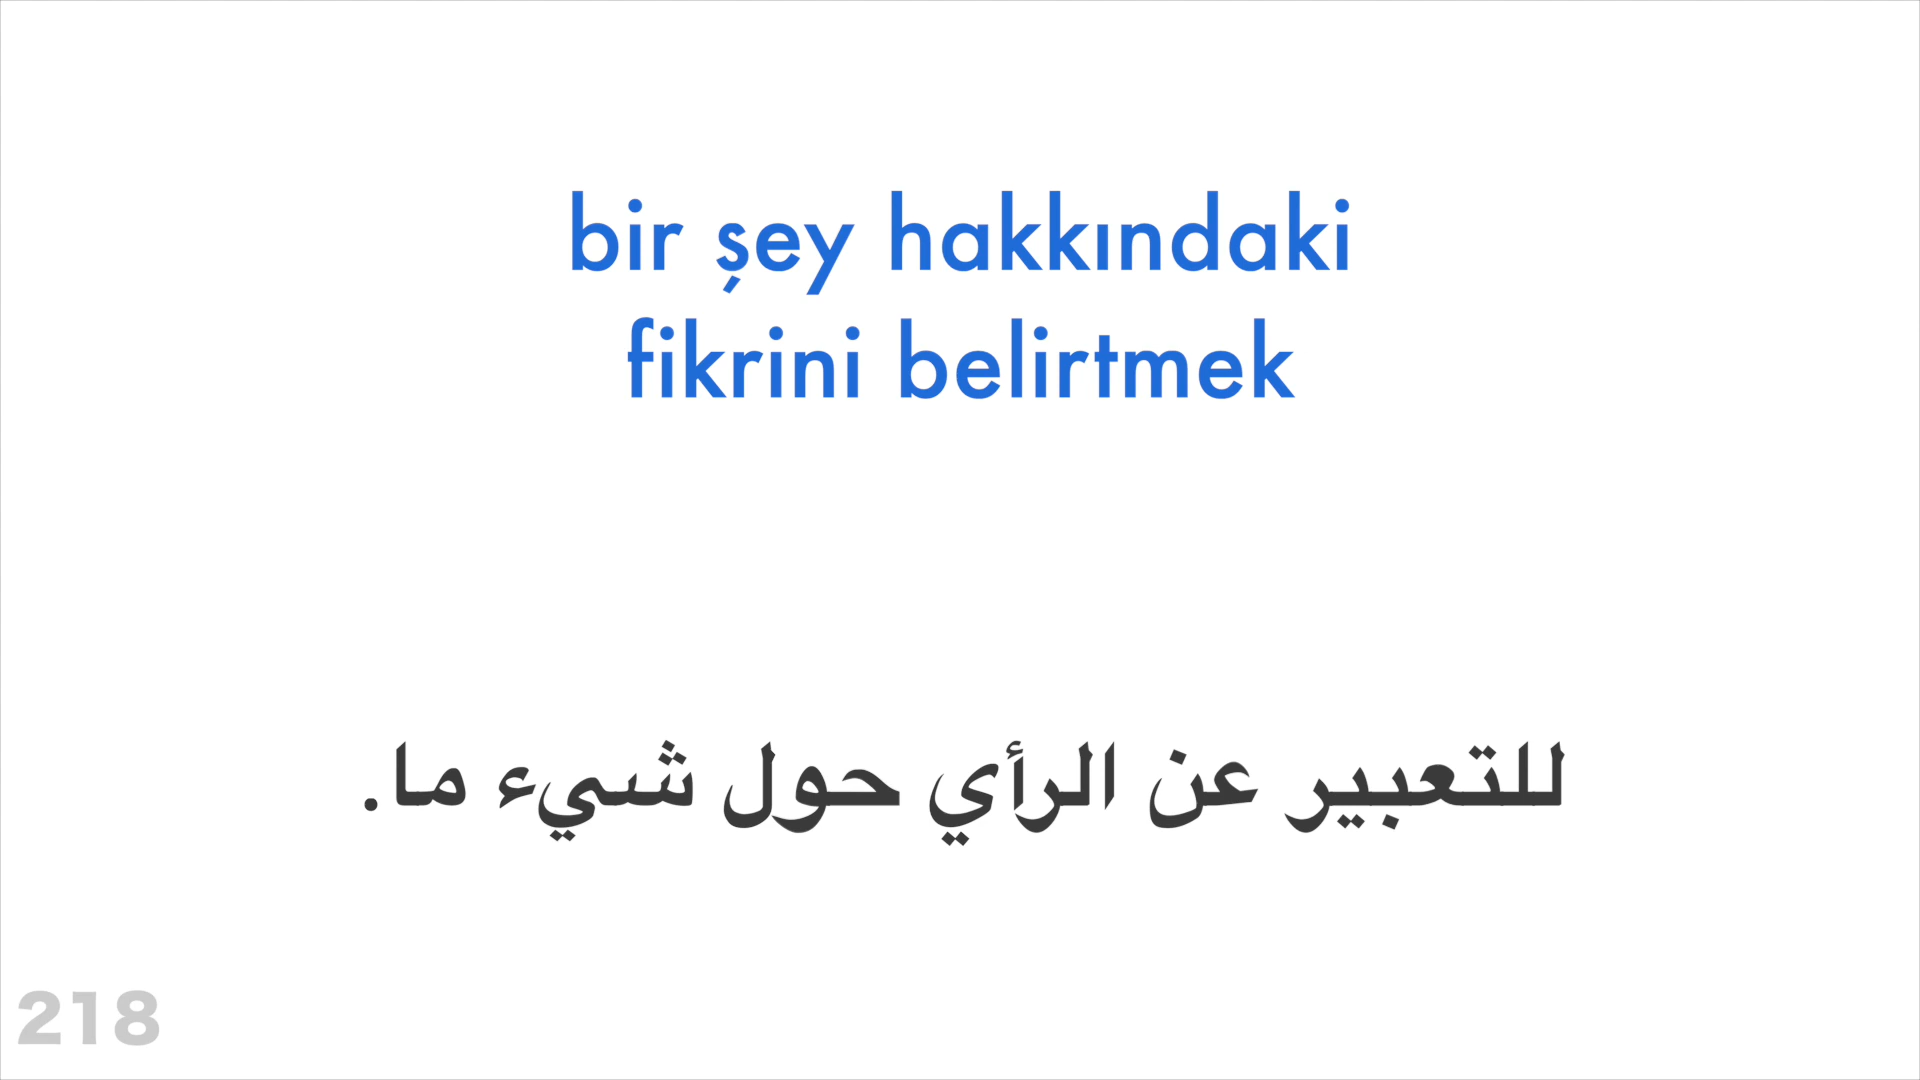 bir şey hakkındaki
fikrini belirtmek
للتعبير عن الرأي حول شيء ما.
218